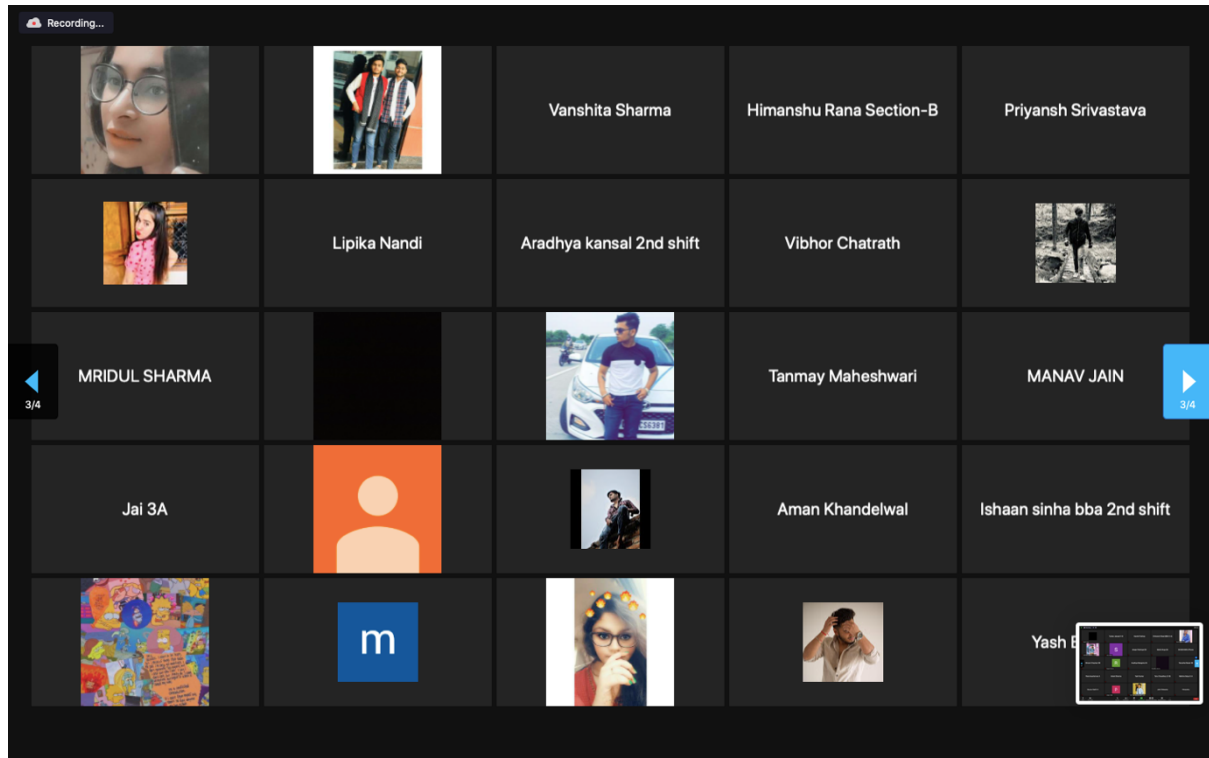 Recording...
Vanshita Sharma
Himanshu Rana Section-B
Priyansh Srivastava
Lipika Nandi
Aradhya kansal 2nd shift
Vibhor Chatrath
MRIDUL SHARMA
Tanmay Maheshwari
MANAV JAIN
3/4
3/4
Jai 3A
Aman Khandelwal
Ishaan sinha bba 2nd shift
m
Yash